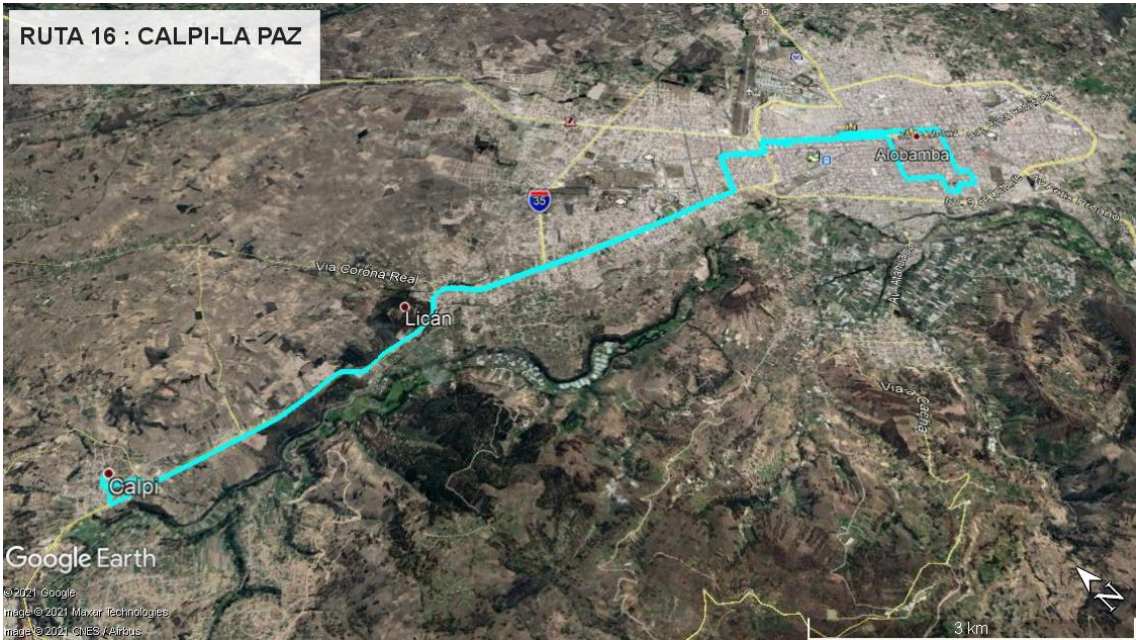 RUTA 16 : CALPI-LA PAZ
Alobamba
35
Via Corona Real
Licán
Calpi
Google Earth
©2021 Google
Image © 2021 Maxar Technologies
Image © 2021 CNES / Airbus
3 km
N